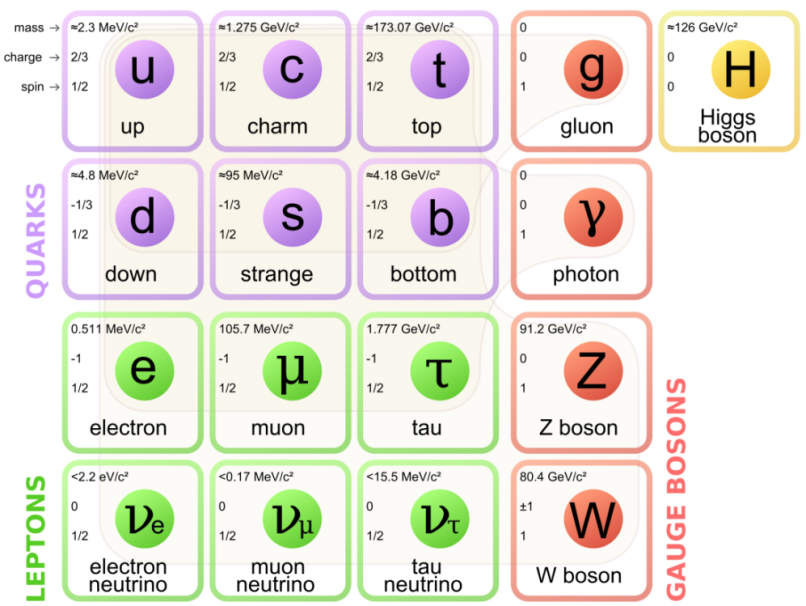 mass →
charge →
spin →
≈2.3 MeV/c²
2/3
1/2
u
up
≈1.275 GeV/c²
2/3
1/2
c
charm
≈173.07 GeV/c²
2/3
1/2
t
top
0
0
1
g
gluon
≈126 GeV/c²
0
0
H
Higgs
boson
QUARKS
≈4.8 MeV/c²
-1/3
1/2
d
down
≈95 MeV/c²
-1/3
1/2
s
strange
≈4.18 GeV/c²
-1/3
1/2
b
bottom
0
0
1
γ
photon
0.511 MeV/c²
-1
1/2
e
electron
105.7 MeV/c²
-1
1/2
μ
muon
1.777 GeV/c²
-1
1/2
τ
tau
91.2 GeV/c²
0
1
Z
Z boson
GAUGE BOSONS
LEPTONS
<2.2 eV/c²
0
1/2
νe
electron
neutrino
<0.17 MeV/c²
0
1/2
νμ
muon
neutrino
<15.5 MeV/c²
0
1/2
ντ
tau
neutrino
80.4 GeV/c²
±1
1
W
W boson